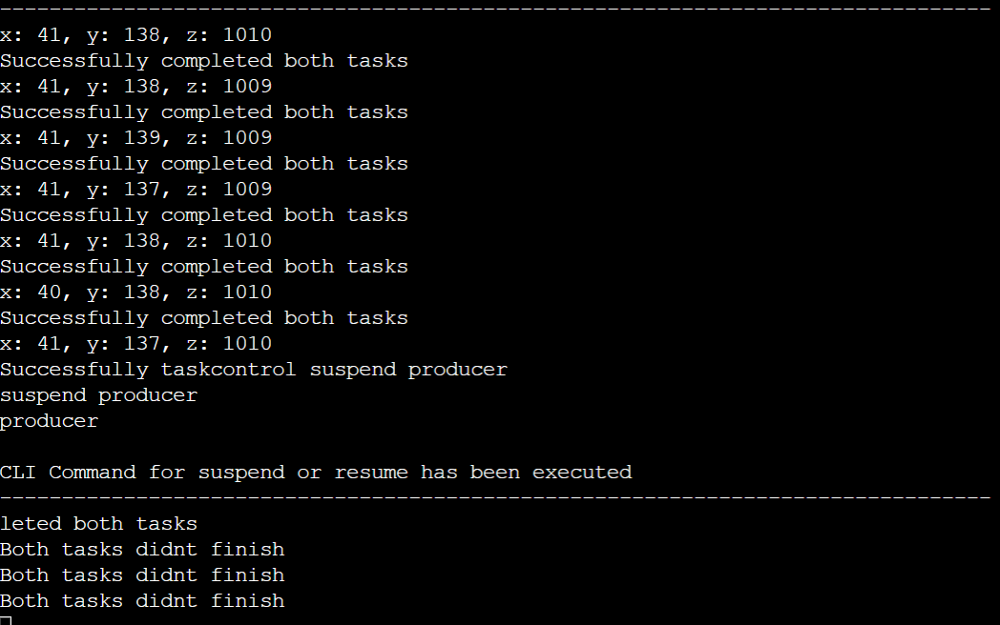 --------------------------------------------------------------------------------
x: 41, y: 138, z: 1010
Successfully completed both tasks
x: 41, y: 138, z: 1009
Successfully completed both tasks
x: 41, y: 139, z: 1009
Successfully completed both tasks
x: 41, y: 137, z: 1009
Successfully completed both tasks
x: 41, y: 138, z: 1010
Successfully completed both tasks
x: 40, y: 138, z: 1010
Successfully completed both tasks
x: 41, y: 137, z: 1010
Successfully taskcontrol suspend producer
suspend producer
producer
CLI Command for suspend or resume has been executed
--------------------------------------------------------------------------------
leted both tasks
Both tasks didnt finish
Both tasks didnt finish
Both tasks didnt finish